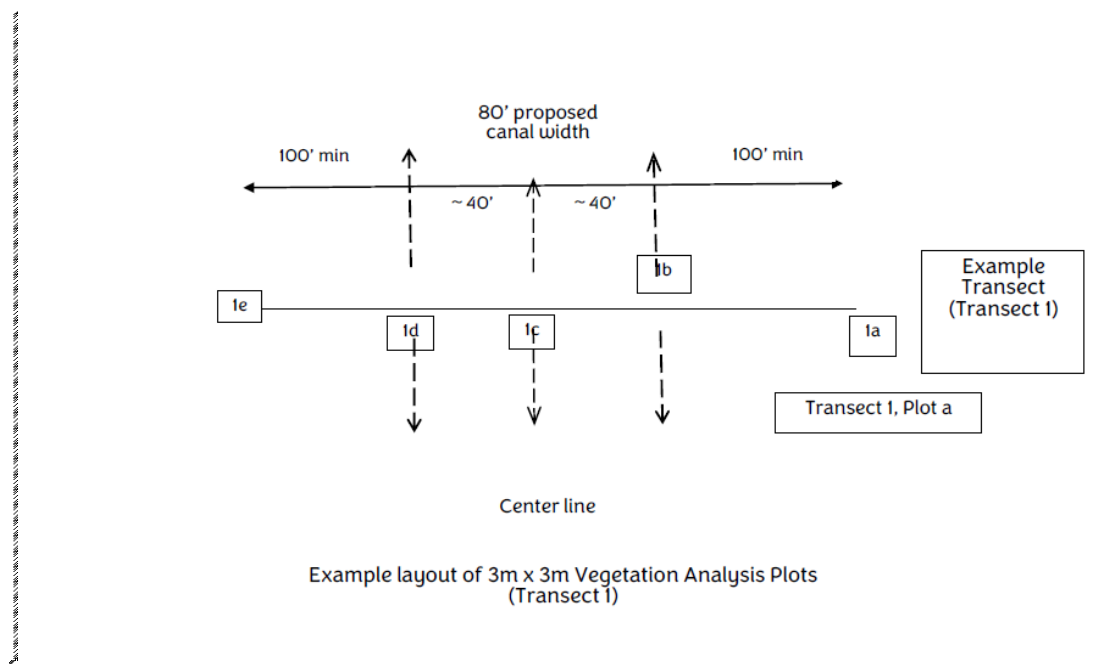 80' proposed
canal width
100' min
100' min
~40'
~40'
1b
Example
Transect
(Transect 1)
1e
1d
1c
1a
Transect 1, Plot a
Center line
Example layout of 3m x 3m Vegetation Analysis Plots
(Transect 1)